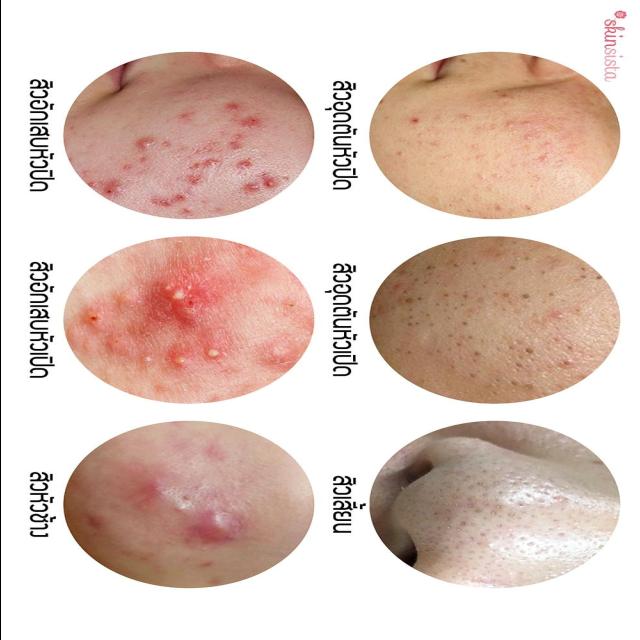 skinsista
สิวอุดตันหัวปิด
สิวอุดตันหัวเปิด
สิวเสี้ยน
สิวอักเสบหัวปิด
สิวอักเสบหัวเปิด
สิวหัวช้าง